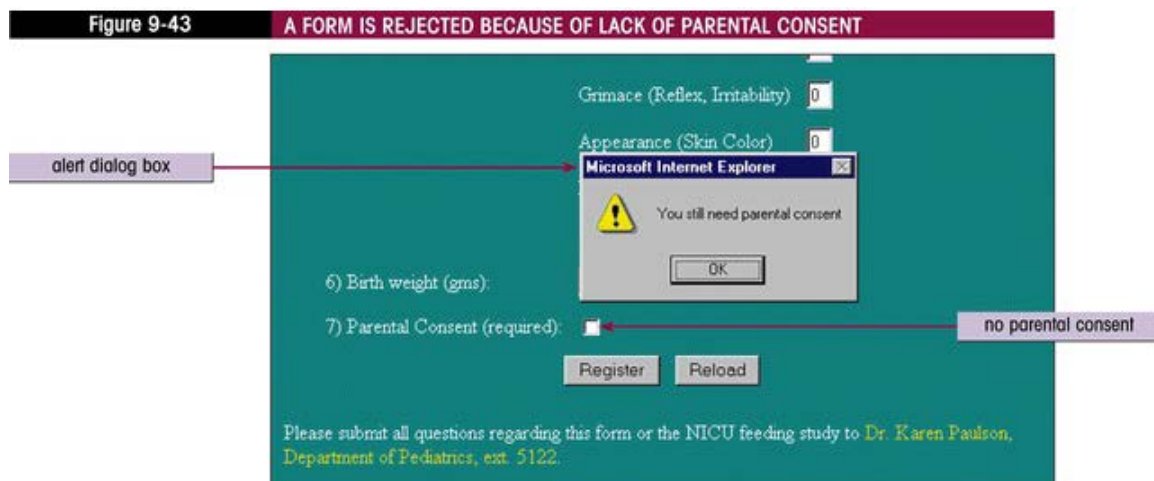 Figure 9-43
A FORM IS REJECTED BECAUSE OF LACK OF PARENTAL CONSENT
Grimace (Reflex, Irritability) 0
Appearance (Skin Color) 0
alert dialog box
Microsoft Internet Explorer
You still need parental consent
OK
6) Birth weight (gms):
7) Parental Consent (required):
no parental consent
Register Reload
Please submit all questions regarding this form or the NICU feeding study to Dr. Karen Paulson,
Department of Pediatrics, ext. 5122.